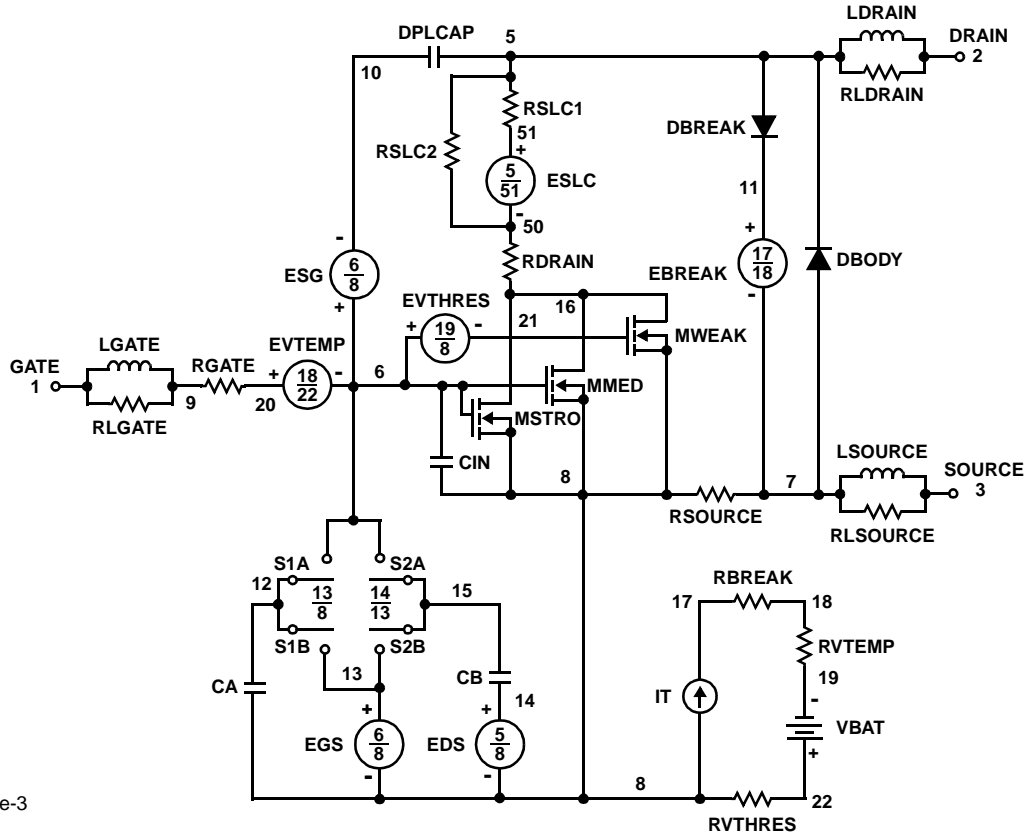 LDRAIN
DPLCAP 5 DRAIN
10 2
RLDRAIN
RSLC1
DBREAK
51
RSLC2 +
5
51
ESLC
11
-
50
- +
RDRAIN 17
18
DBODY
ESG 6
8
EBREAK
+ EVTHRES 16 -
+ 19
8
- 21
MWEAK
LGATE EVTEMP
GATE RGATE + 18
22
- 6
1 MMED
9 20 MSTRO
RLGATE
LSOURCE
CIN 8 7 SOURCE
3
RSOURCE
RLSOURCE
S1A S2A
12 13
8
14
13
15 RBREAK
17 18
S1B S2B
RVTEMP
13 CB 19
CA 14 IT -
+ + VBAT
EGS 6
8
EDS 5
8
+
- - 8
22
RVTHRES
e-3